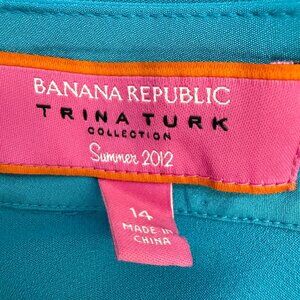 BANANA REPUBLIC
TRINA TURK
COLLECTION
Summer 2012
14
MADE IN
CHINA